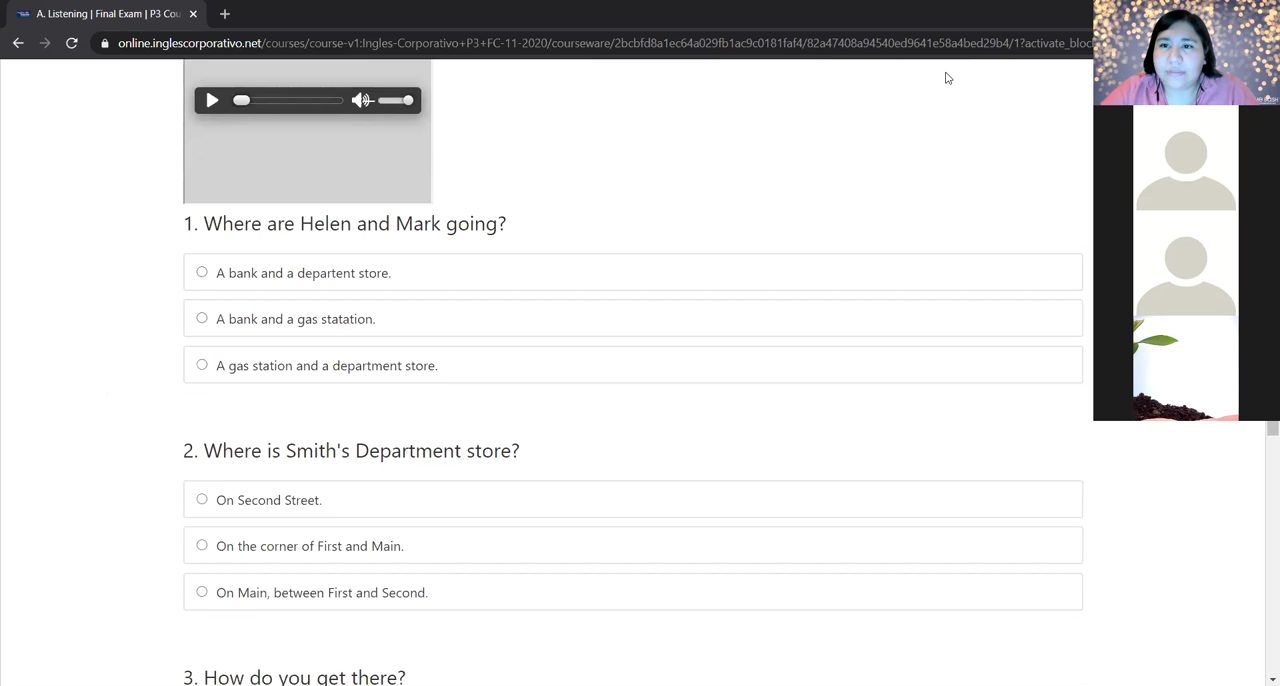 A. Listening | Final Exam | P3 Cou
online.inglescorporativo.net/courses/course-v1:Ingles-Corporativo+P3+FC-11-2020/courseware/2bcbfd8a1ec64a029fb1ac9c0181faf4/82a47408a94540ed9641e58a4bed29b4/1?activate_bloc
1. Where are Helen and Mark going?
A bank and a departent store.
A bank and a gas statation.
A gas station and a department store.
2. Where is Smith's Department store?
On Second Street.
On the corner of First and Main.
On Main, between First and Second.
3. How do you get there?